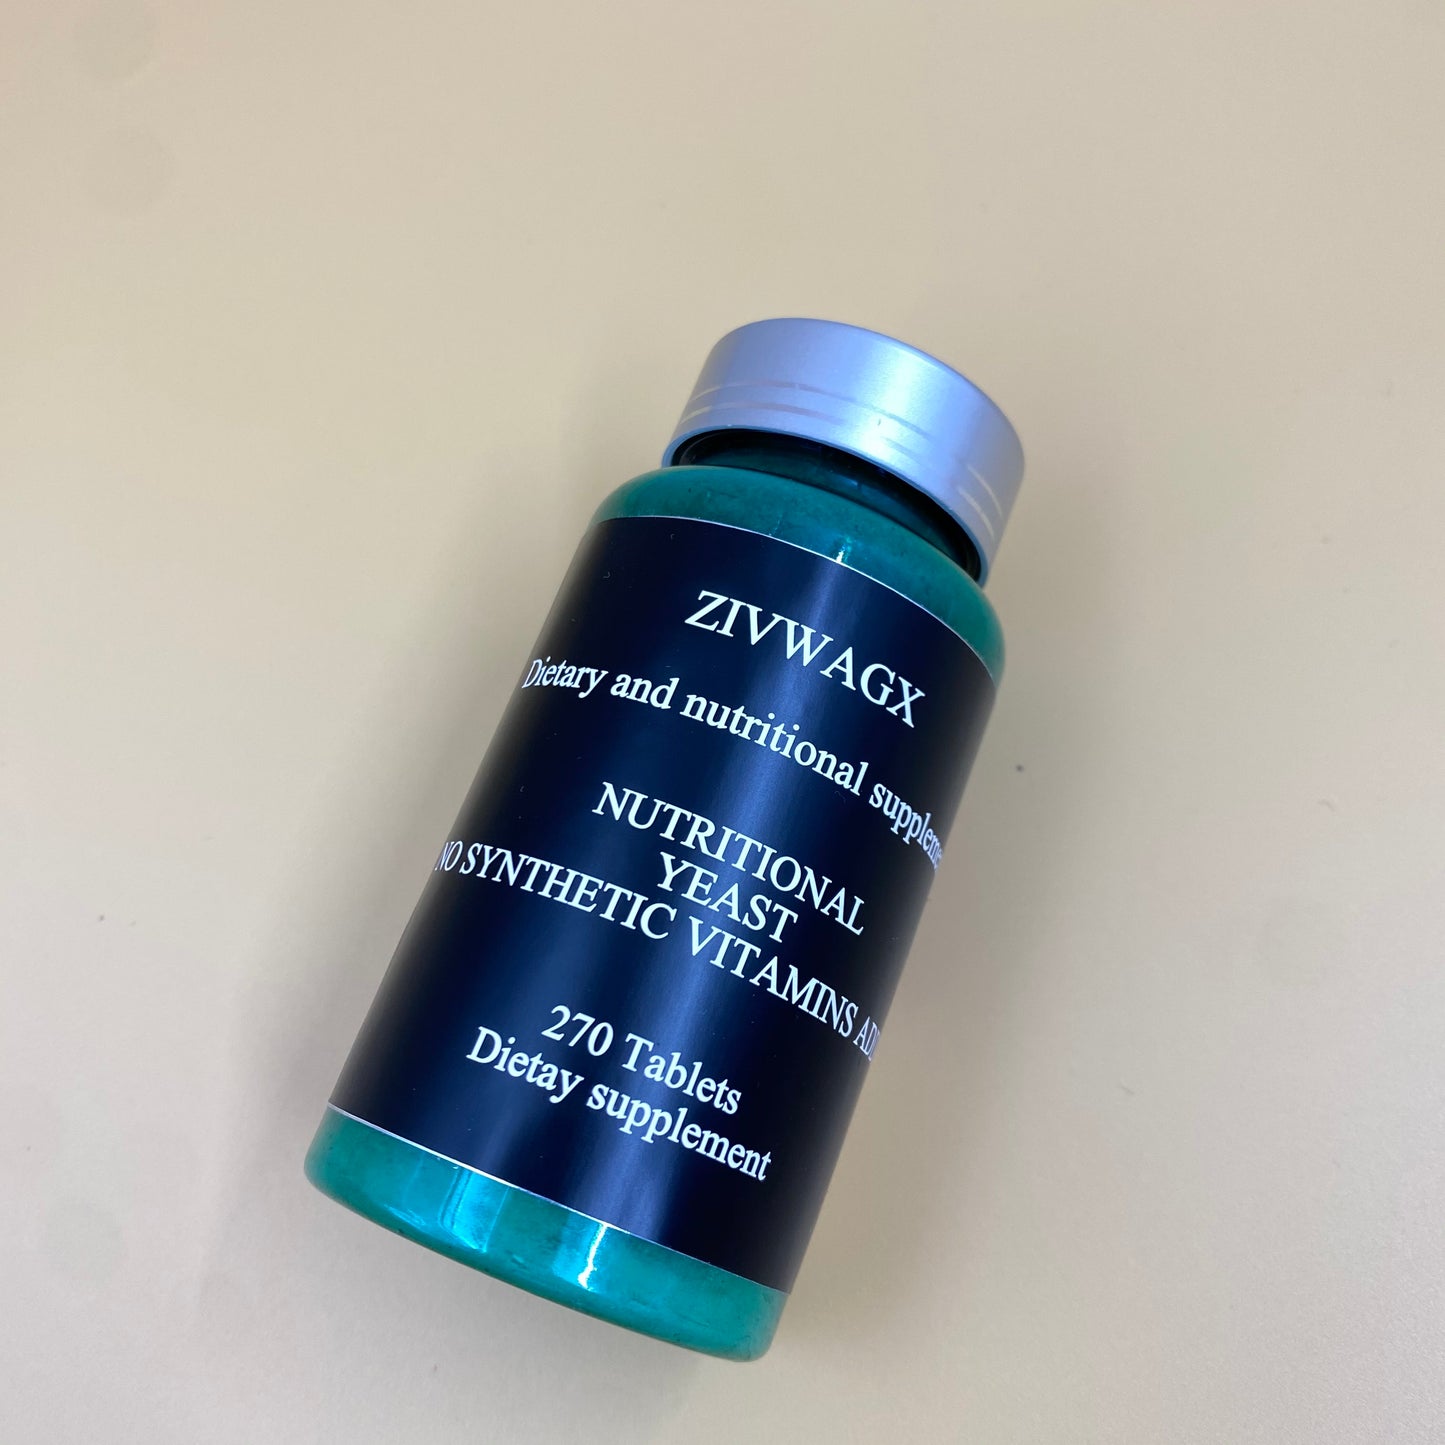 ZIVWAGX
Dietary and nutritional suppleme
NUTRITIONAL
YEAST
NO SYNTHETIC VITAMINS AD
270 Tablets
Dietay supplement